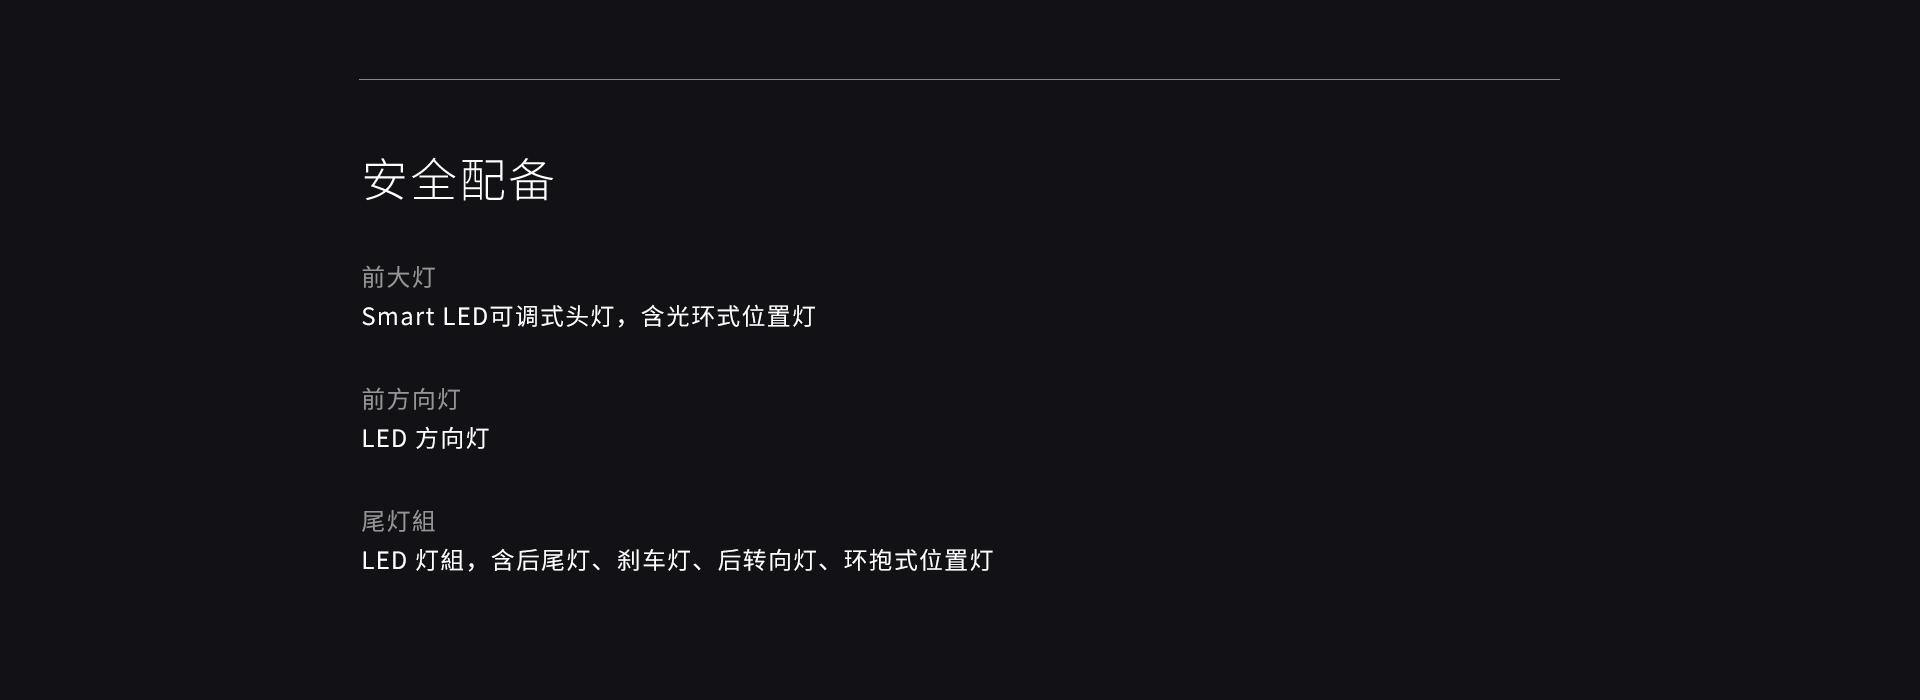 安全配备
前大灯
Smart LED可调式头灯，含光环式位置灯
前方向灯
LED 方向灯
尾灯組
LED 灯組，含后尾灯、刹车灯、后转向灯、环抱式位置灯